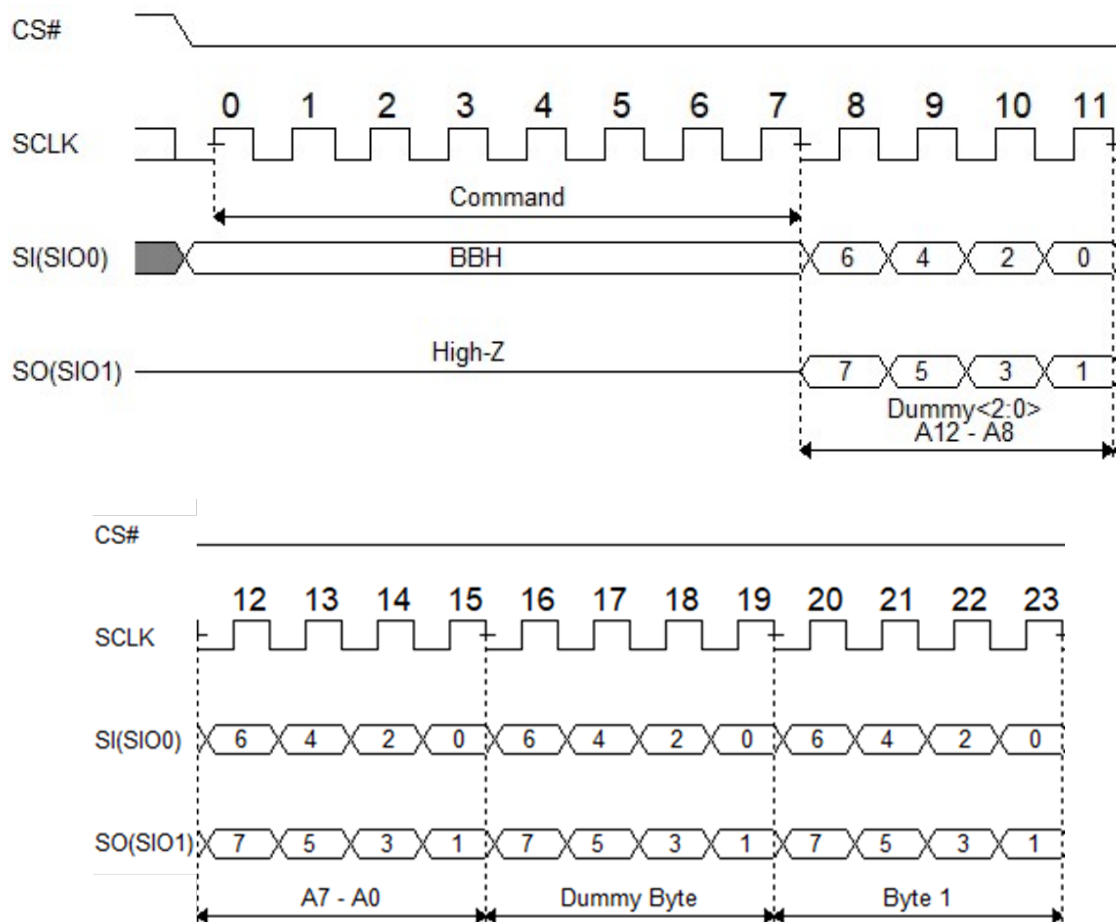 CS#
0 1 2 3 4 5 6 7 8 9 10 11
SCLK
Command
SI(SIO0) BBH 6 4 2 0
High-Z
SO(SIO1) 7 5 3 1
Dummy<2:0>
A12 - A8
CS#
12 13 14 15 16 17 18 19 20 21 22 23
SCLK
SI(SIO0) 6 4 2 0 6 4 2 0 6 4 2 0
SO(SIO1) 7 5 3 1 7 5 3 1 7 5 3 1
A7 - A0 Dummy Byte Byte 1